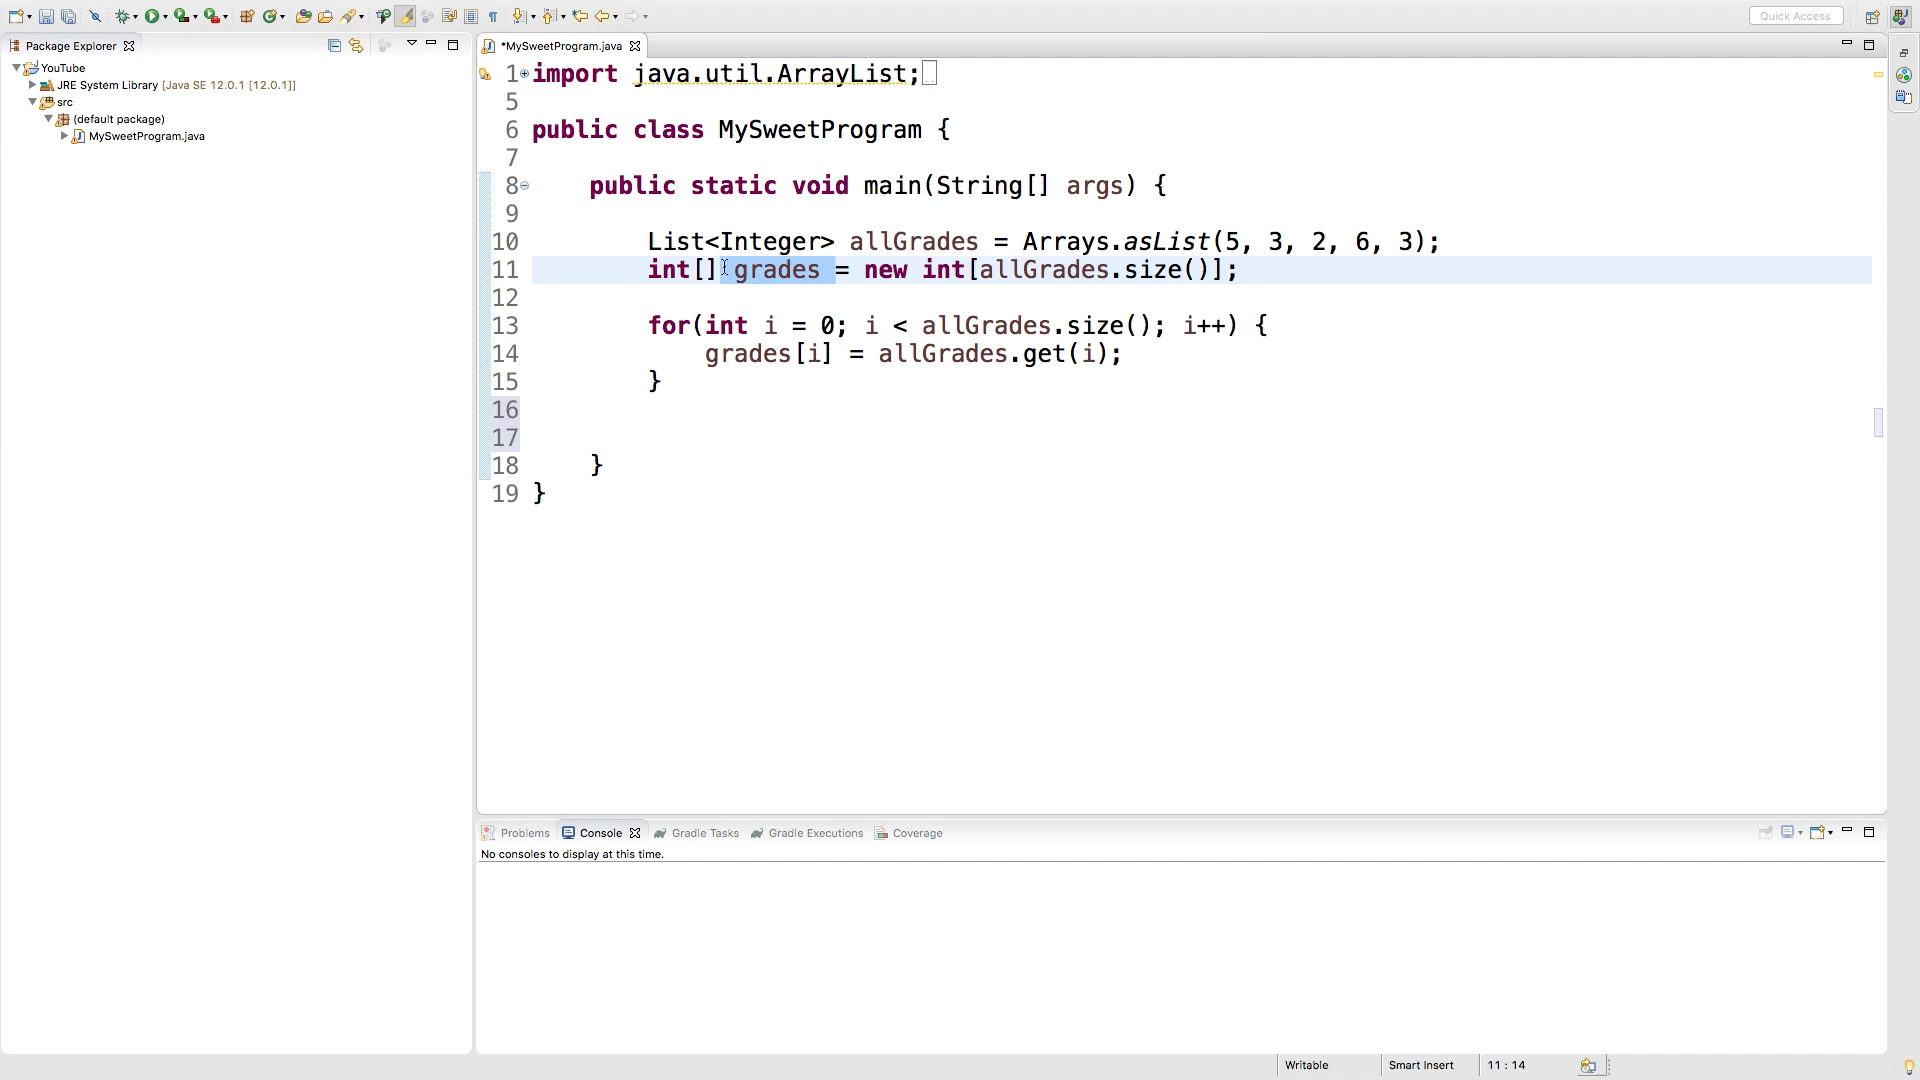 Quick Access
Package Explorer
YouTube
JRE System Library [Java SE 12.0.1 [12.0.1]]
src
(default package)
MySweetProgram.java
*MySweetProgram.java
1 import java.util.ArrayList;
5
6 public class MySweetProgram {
7
8 public static void main(String[] args) {
9
10 List<Integer> allGrades = Arrays.asList(5, 3, 2, 6, 3);
11 int[] grades = new int[allGrades.size()];
12
13 for(int i = 0; i < allGrades.size(); i++) {
14 grades[i] = allGrades.get(i);
15 }
16
17
18 }
19 }
Problems Console Gradle Tasks Gradle Executions Coverage
No consoles to display at this time.
Writable Smart Insert 11 : 14